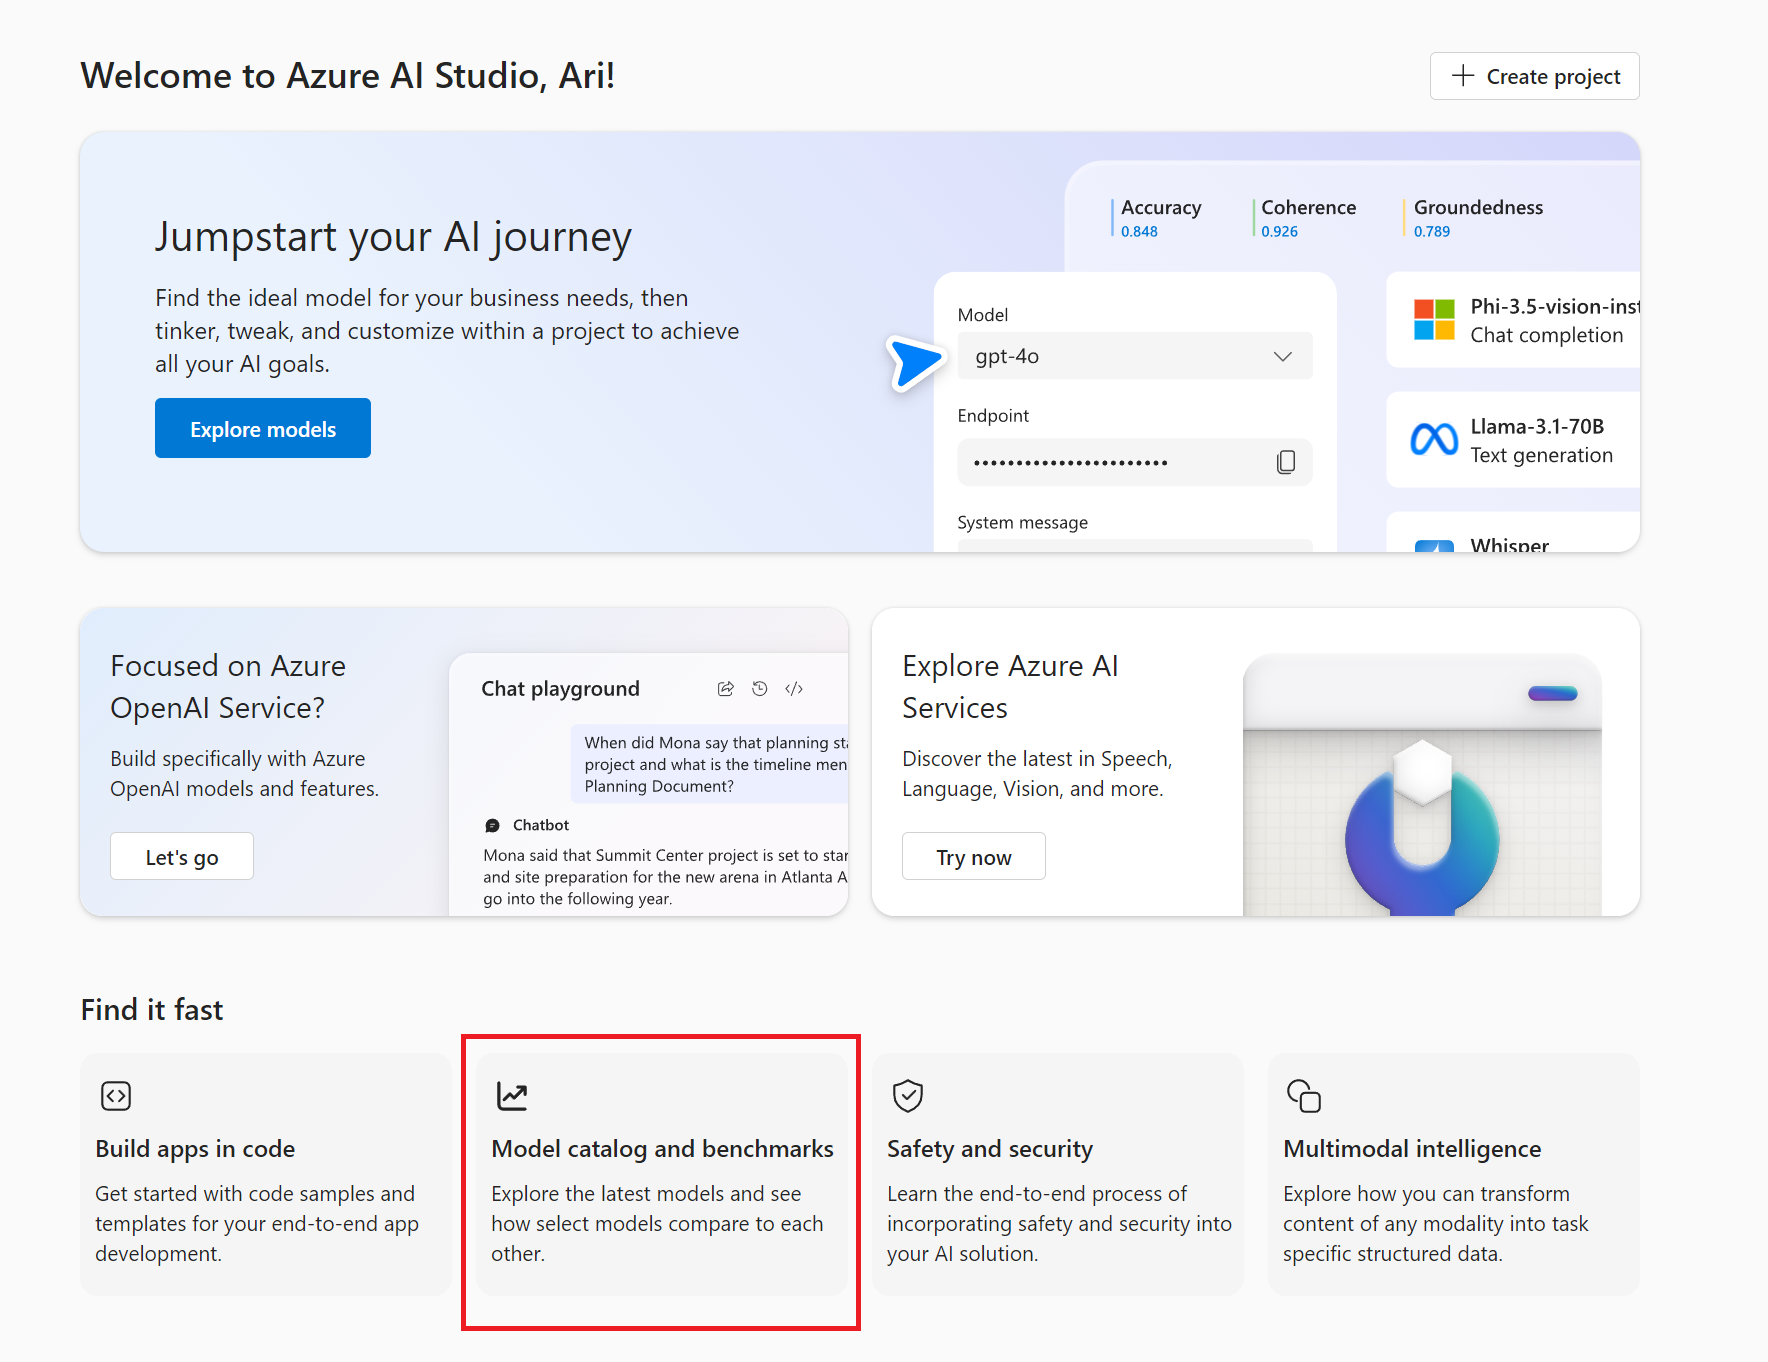 Welcome to Azure AI Studio, Ari!
Create project
Jumpstart your AI journey
Find the ideal model for your business needs, then
tinker, tweak, and customize within a project to achieve
all your AI goals.
Explore models
Accuracy
0.848
Coherence
0.926
Groundedness
0.789
Model
gpt-4o
Endpoint
System message
Phi-3.5-vision-inst
Chat completion
Llama-3.1-70B
Text generation
Whisper
Focused on Azure
OpenAI Service?
Build specifically with Azure
OpenAI models and features.
Let's go
Chat playground
When did Mona say that planning sta
project and what is the timeline men
Planning Document?
Chatbot
Mona said that Summit Center project is set to star
and site preparation for the new arena in Atlanta A
go into the following year.
Explore Azure AI
Services
Discover the latest in Speech,
Language, Vision, and more.
Try now
Find it fast
Build apps in code
Get started with code samples and
templates for your end-to-end app
development.
Model catalog and benchmarks
Explore the latest models and see
how select models compare to each
other.
Safety and security
Learn the end-to-end process of
incorporating safety and security into
your AI solution.
Multimodal intelligence
Explore how you can transform
content of any modality into task
specific structured data.